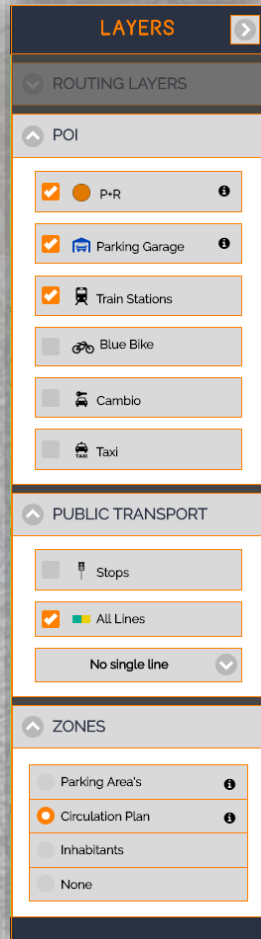 LAYERS
ROUTING LAYERS
POI
P+R
Parking Garage
Train Stations
Blue Bike
Cambio
TAXI Taxi
PUBLIC TRANSPORT
Stops
All Lines
No single line
ZONES
Parking Area's
Circulation Plan
Inhabitants
None